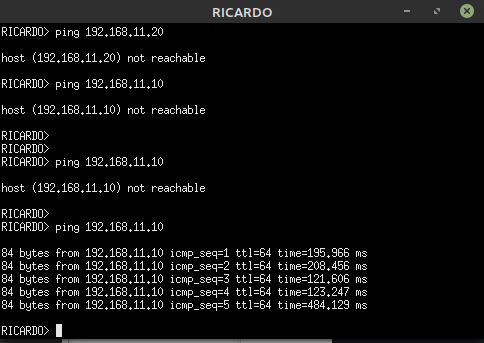 RICARDO
RICARDO> ping 192.168.11.20
host (192.168.11.20) not reachable
RICARDO> ping 192.168.11.10
host (192.168.11.10) not reachable
RICARDO>
RICARDO>
RICARDO> ping 192.168.11.10
host (192.168.11.10) not reachable
RICARDO>
RICARDO> ping 192.168.11.10
84 bytes from 192.168.11.10 icmp_seq=1 ttl=64 time=195.966 ms
84 bytes from 192.168.11.10 icmp_seq=2 ttl=64 time=208.456 ms
84 bytes from 192.168.11.10 icmp_seq=3 ttl=64 time=121.606 ms
84 bytes from 192.168.11.10 icmp_seq=4 ttl=64 time=123.247 ms
84 bytes from 192.168.11.10 icmp_seq=5 ttl=64 time=484.129 ms
RICARDO>